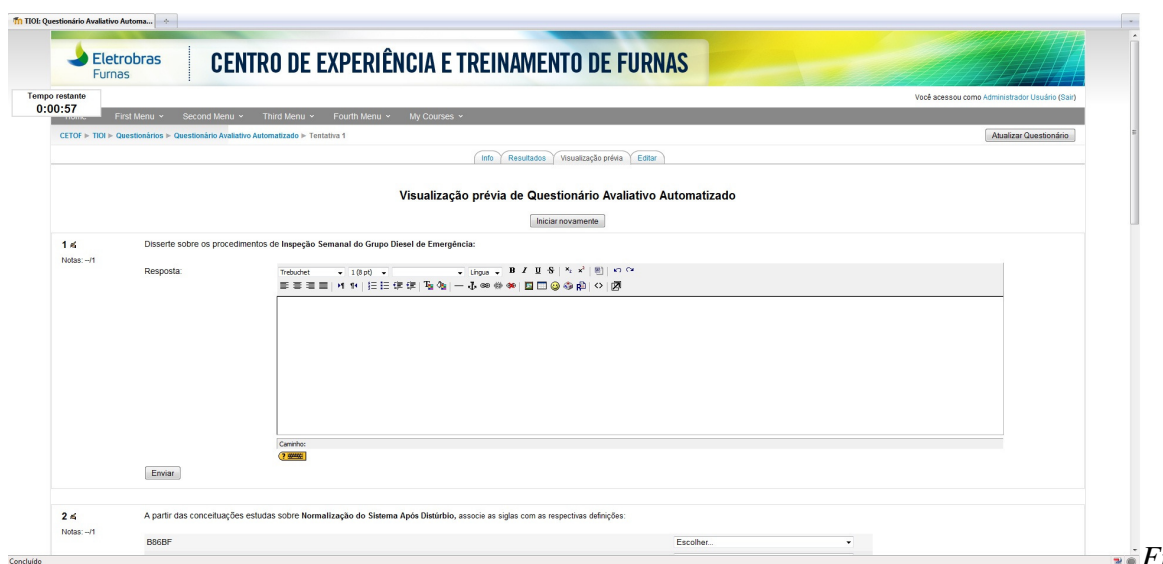 TIOI: Questionário Avaliativo Automa...
Eletrobras
Furnas
CENTRO DE EXPERIÊNCIA E TREINAMENTO DE FURNAS
Tempo restante
0:00:57
Você acessou como Administrador Usuário (Sair)
First Menu Second Menu Third Menu Fourth Menu My Courses
CETOF ► TIOI ► Questionários ► Questionário Avaliativo Automatizado ► Tentativa 1
Atualizar Questionário
Info Resultados Visualização prévia Editar
Visualização prévia de Questionário Avaliativo Automatizado
Iniciar novamente
1
Disserte sobre os procedimentos de Inspeção Semanal do Grupo Diesel de Emergência:
Notas: --/1
Resposta:
Trebuchet 1 (8 pt) Língua B I U S
Caminho:
Enviar
2
A partir das conceituações estudas sobre Normalização do Sistema Após Distúrbio, associe as siglas com as respectivas definições:
Notas: --/1
B86BF Escolher...
Concluído